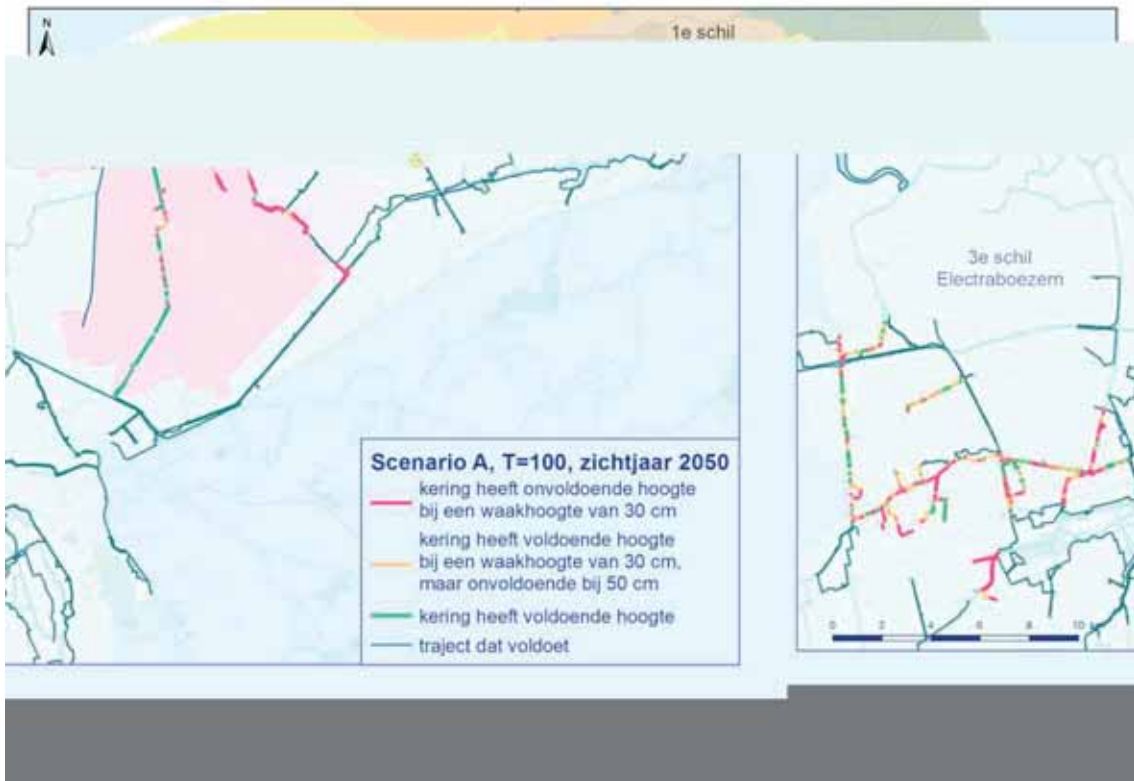 N
1e schil
3e schil
Electraboezem
Scenario A, T=100, zichtjaar 2050
kering heeft onvoldoende hoogte
bij een waakhoogte van 30 cm
kering heeft voldoende hoogte
bij een waakhoogte van 30 cm,
maar onvoldoende bij 50 cm
kering heeft voldoende hoogte
traject dat voldoet
0 2 4 6 8 10